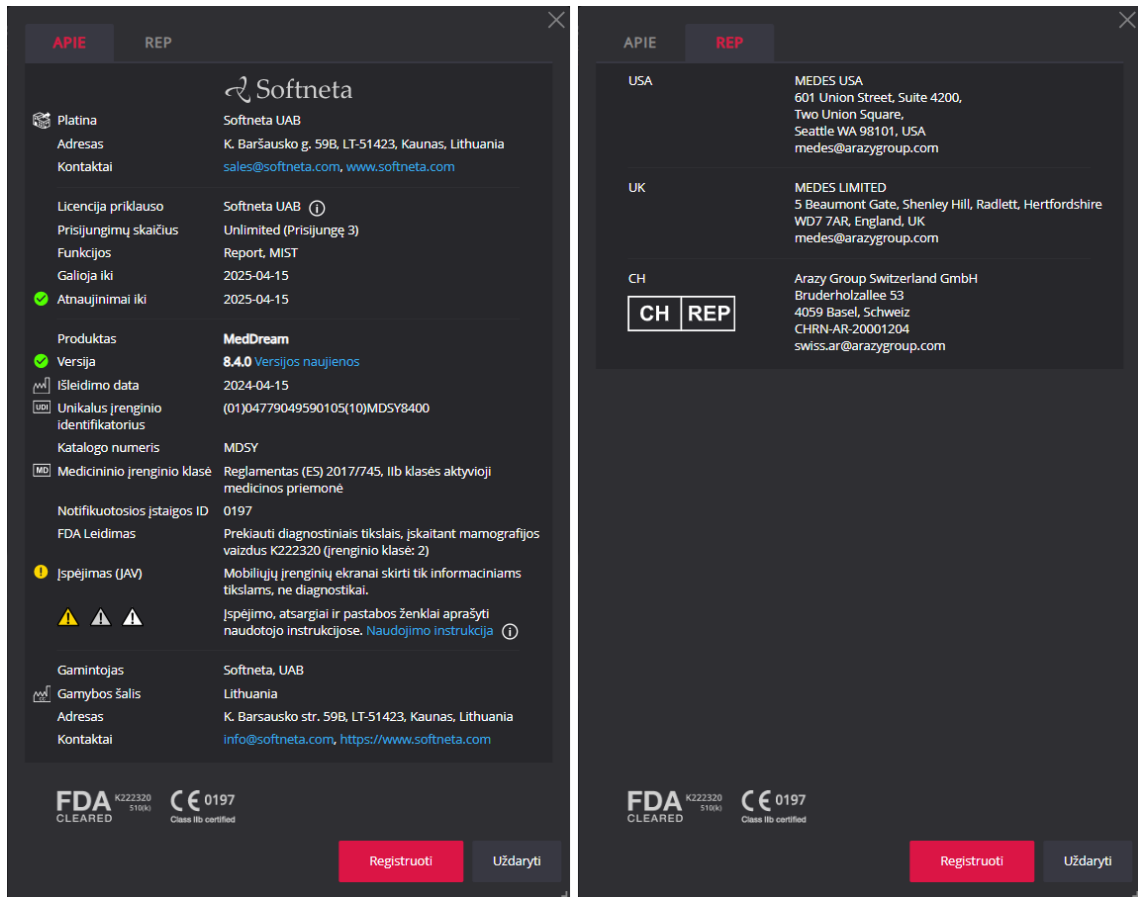 APIE REP
Softneta
Platina Softneta UAB
Adresas K. Baršausko g. 59B, LT-51423, Kaunas, Lithuania
Kontaktai sales@softneta.com, www.softneta.com
Licencija priklauso Softneta UAB
Prisijungimų skaičius Unlimited (Prisijungę 3)
Funkcijos Report, MIST
Galioja iki 2025-04-15
Atnaujinimai iki 2025-04-15
Produktas MedDream
Versija 8.4.0 Versijos naujienos
Išleidimo data 2024-04-15
UDI Unikalus įrenginio (01)04779049590105(10)MDSY8400
identifikatorius
Katalogo numeris MDSY
MD Medicininio įrenginio klasė Reglamentas (ES) 2017/745, IIb klasės aktyvioji
medicinos priemonė
Notifikuotosios įstaigos ID 0197
FDA Leidimas Prekiauti diagnostiniais tikslais, įskaitant mamografijos
vaizdus K222320 (įrenginio klasė: 2)
Įspėjimas (JAV) Mobiliųjų įrenginių ekranai skirti tik informaciniams
tikslams, ne diagnostikai.
Įspėjimo, atsargiai ir pastabos ženklai aprašyti
naudotojo instrukcijose. Naudojimo instrukcija
Gamintojas Softneta, UAB
Gamybos šalis Lithuania
Adresas K. Barsausko str. 59B, LT-51423, Kaunas, Lithuania
Kontaktai info@softneta.com, https://www.softneta.com
FDA K222320 CE 0197
510(k)
CLEARED Class IIb certified
Registruoti Uždaryti
APIE REP
USA MEDES USA
601 Union Street, Suite 4200,
Two Union Square,
Seattle WA 98101, USA
medes@arazygroup.com
UK MEDES LIMITED
5 Beaumont Gate, Shenley Hill, Radlett, Hertfordshire
WD7 7AR, England, UK
medes@arazygroup.com
CH Arazy Group Switzerland GmbH
CH REP Bruderholzallee 53
4059 Basel, Schweiz
CHRN-AR-20001204
swiss.ar@arazygroup.com
FDA K222320 CE 0197
510(k)
CLEARED Class IIb certified
Registruoti Uždaryti